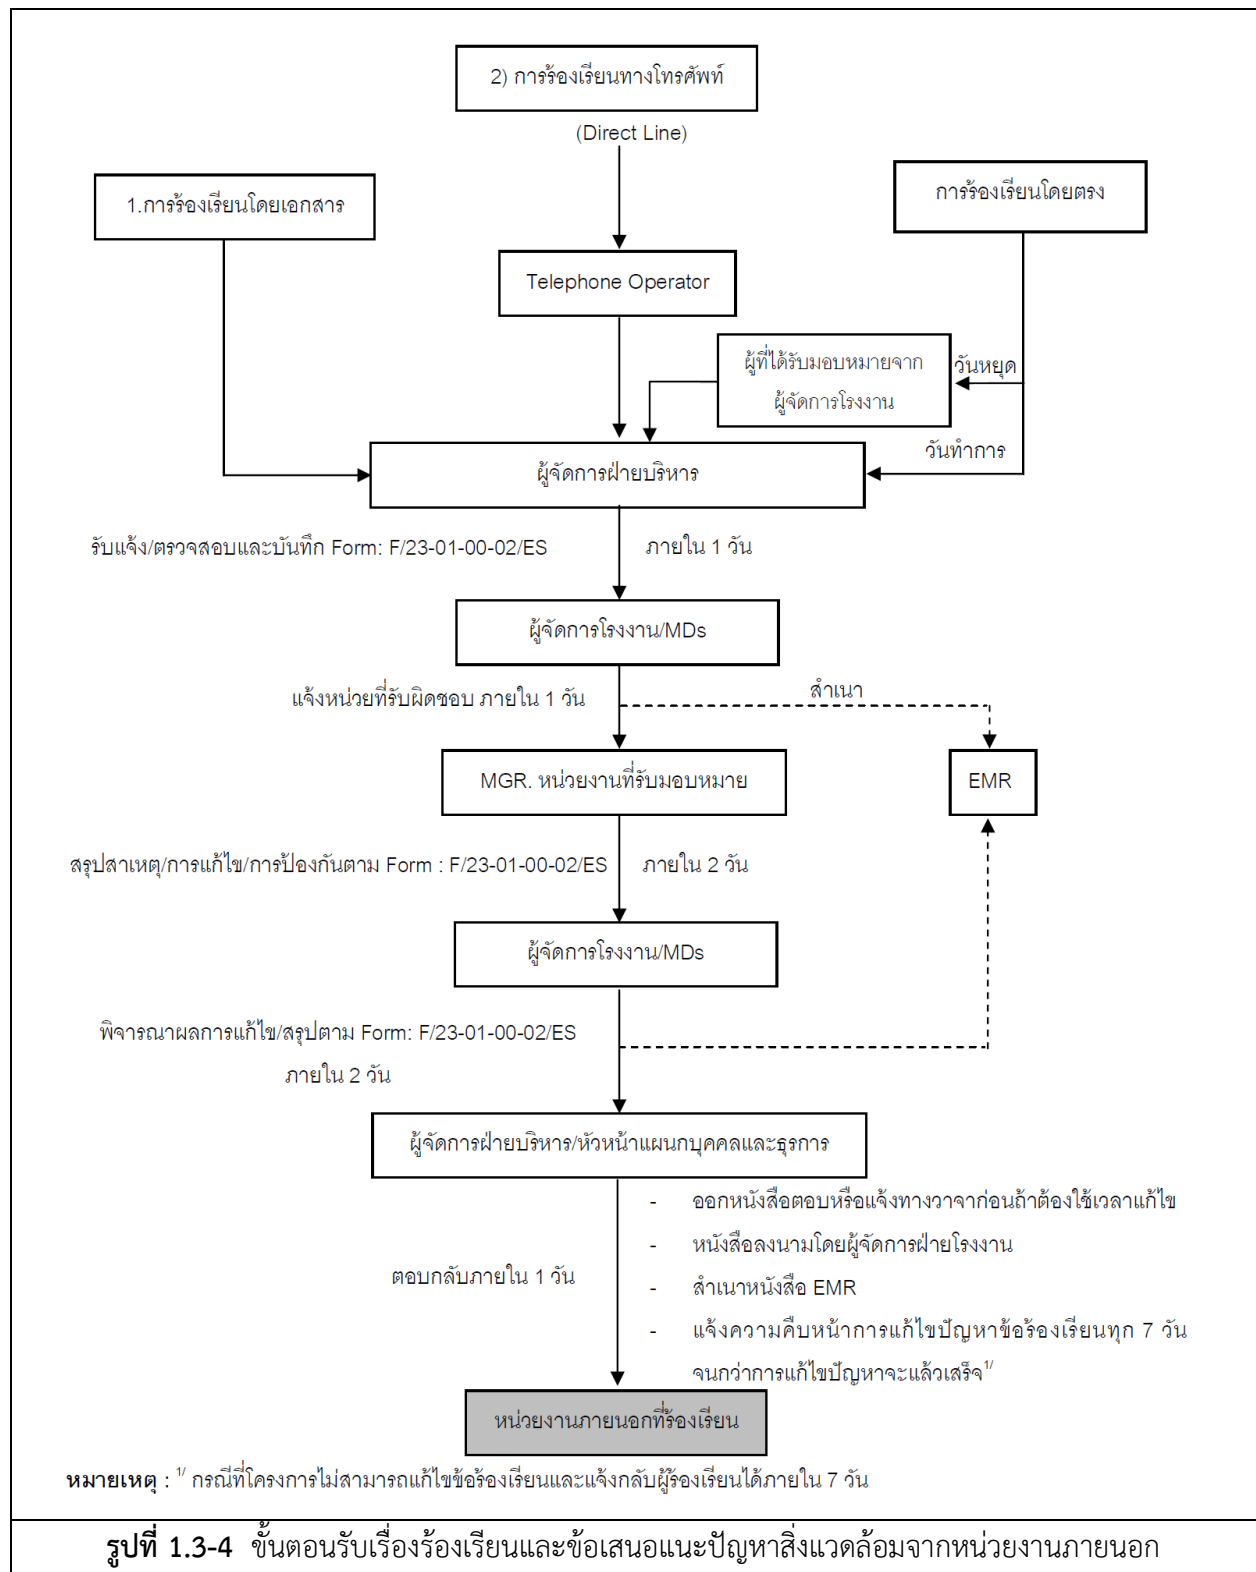 2) การร้องเรียนทางโทรศัพท์
(Direct Line)
1.การร้องเรียนโดยเอกสาร
การร้องเรียนโดยตรง
Telephone Operator
ผู้ที่ได้รับมอบหมายจาก
ผู้จัดการโรงงาน
วันหยุด
วันทำการ
ผู้จัดการฝ่ายบริหาร
รับแจ้ง/ตรวจสอบและบันทึก Form: F/23-01-00-02/ES
ภายใน 1 วัน
ผู้จัดการโรงงาน/MDs
แจ้งหน่วยที่รับผิดชอบ ภายใน 1 วัน
สำเนา
MGR. หน่วยงานที่รับมอบหมาย
EMR
สรุปสาเหตุ/การแก้ไข/การป้องกันตาม Form : F/23-01-00-02/ES
ภายใน 2 วัน
ผู้จัดการโรงงาน/MDs
พิจารณาผลการแก้ไข/สรุปตาม Form: F/23-01-00-02/ES
ภายใน 2 วัน
ผู้จัดการฝ่ายบริหาร/หัวหน้าแผนกบุคคลและธุรการ
- ออกหนังสือตอบหรือแจ้งทางวาจาก่อนถ้าต้องใช้เวลาแก้ไข
- หนังสือลงนามโดยผู้จัดการฝ่ายโรงงาน
ตอบกลับภายใน 1 วัน
- สำเนาหนังสือ EMR
- แจ้งความคืบหน้าการแก้ไขปัญหาข้อร้องเรียนทุก 7 วัน
จนกว่าการแก้ไขปัญหาจะแล้วเสร็จ1/
หน่วยงานภายนอกที่ร้องเรียน
หมายเหตุ : 1/ กรณีที่โครงการไม่สามารถแก้ไขข้อร้องเรียนและแจ้งกลับผู้ร้องเรียนได้ภายใน 7 วัน
รูปที่ 1.3-4 ขั้นตอนรับเรื่องร้องเรียนและข้อเสนอแนะปัญหาสิ่งแวดล้อมจากหน่วยงานภายนอก